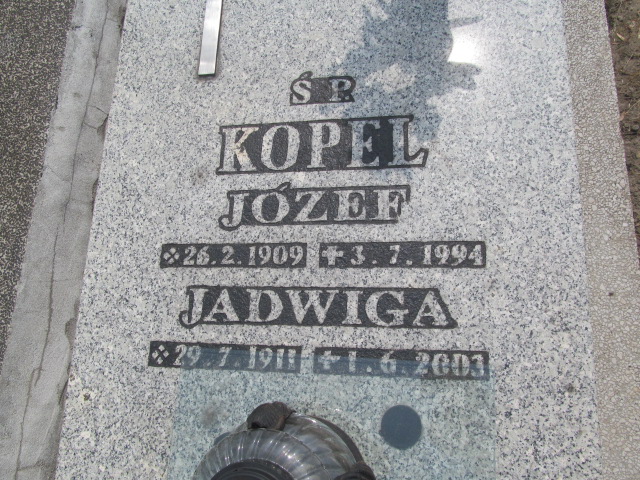 Ś P.
KOPEL
JÓZEF
26.2.1909 ✝3.7.1994
JADWIGA
29.7.1911 ✝1.6.2003